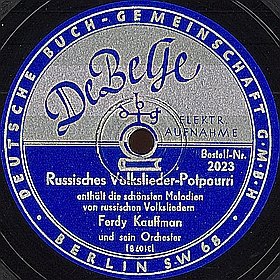 DEUTSCHE BUCH-GEMEINSCHAFT G.M.B.H.
DeBeGe
dbg
ELEKTR.
AUFNAHME
Bestell-Nr.
2023
Russisches Volkslieder-Potpourri
enthält die schönsten Melodien
von russischen Volksliedern
Ferdy Kauffman
und sein Orchester
BERLIN SW 68